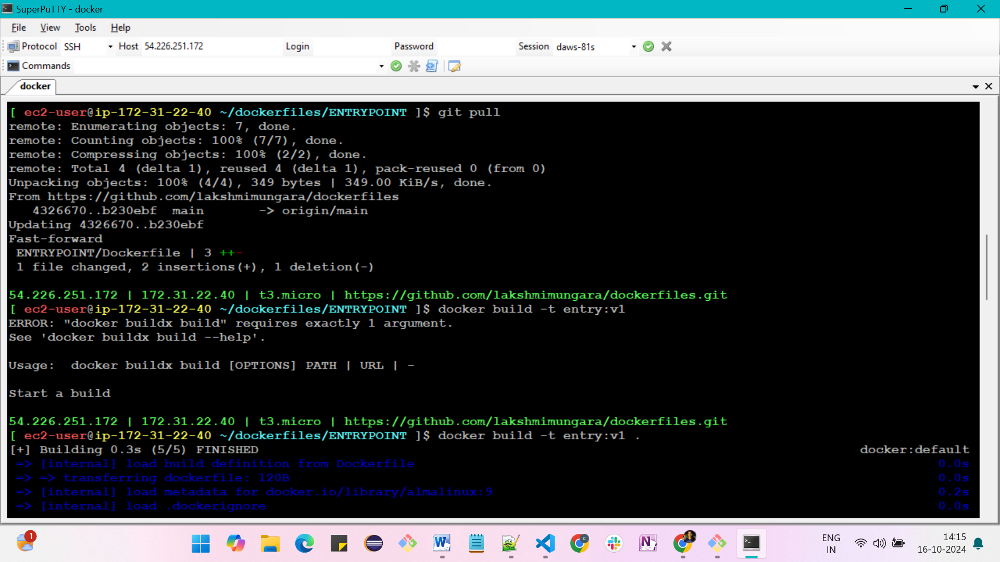 SuperPuTTY - docker
File View Tools Help
Protocol SSH Host 54.226.251.172 Login Password Session daws-81s
Commands
docker
[ ec2-user@ip-172-31-22-40 ~/dockerfiles/ENTRYPOINT ]$ git pull
remote: Enumerating objects: 7, done.
remote: Counting objects: 100% (7/7), done.
remote: Compressing objects: 100% (2/2), done.
remote: Total 4 (delta 1), reused 4 (delta 1), pack-reused 0 (from 0)
Unpacking objects: 100% (4/4), 349 bytes | 349.00 KiB/s, done.
From https://github.com/lakshmimungara/dockerfiles
   4326670..b230ebf  main       -> origin/main
Updating 4326670..b230ebf
Fast-forward
 ENTRYPOINT/Dockerfile | 3 ++-
 1 file changed, 2 insertions(+), 1 deletion(-)
54.226.251.172 | 172.31.22.40 | t3.micro | https://github.com/lakshmimungara/dockerfiles.git
[ ec2-user@ip-172-31-22-40 ~/dockerfiles/ENTRYPOINT ]$ docker build -t entry:v1
ERROR: "docker buildx build" requires exactly 1 argument.
See 'docker buildx build --help'.
Usage:  docker buildx build [OPTIONS] PATH | URL | -
Start a build
54.226.251.172 | 172.31.22.40 | t3.micro | https://github.com/lakshmimungara/dockerfiles.git
[ ec2-user@ip-172-31-22-40 ~/dockerfiles/ENTRYPOINT ]$ docker build -t entry:v1 .
[+] Building 0.3s (5/5) FINISHED docker:default
 => [internal] load build definition from Dockerfile 0.0s
 => => transferring dockerfile: 120B 0.0s
 => [internal] load metadata for docker.io/library/almalinux:9 0.2s
 => [internal] load .dockerignore 0.0s
1
W
N
C
ENG
IN
14:15
16-10-2024